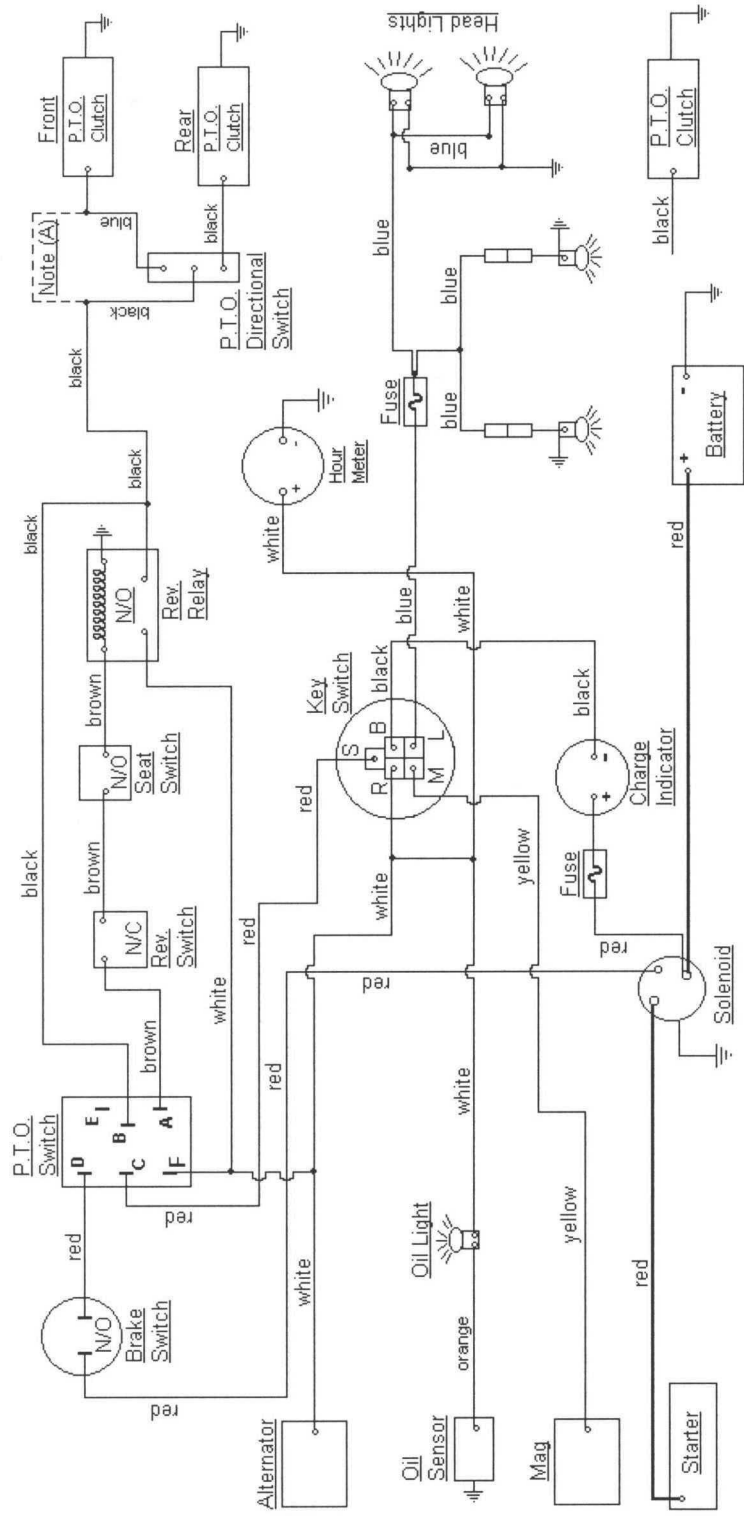 Front
P.T.O.
Clutch
Rear
P.T.O.
Clutch
Note (A)
blue
black
black
P.T.O.
Directional
Switch
black
black
black
N/O
Rev.
Relay
brown
N/O
Seat
Switch
brown
N/C
Rev.
Switch
brown
black
P.T.O.
Switch
D
E
B
C
A
F
red
N/O
Brake
Switch
red
red
red
red
red
white
white
Alternator
Head Lights
blue
blue
blue
blue
Fuse
Hour
Meter
+
-
white
white
blue
black
Key
Switch
S
R
B
M
L
white
yellow
white
Oil Light
orange
Oil
Sensor
yellow
Mag
black
P.T.O.
Clutch
+
-
Battery
red
black
+
-
Charge
Indicator
Fuse
red
red
Solenoid
red
Starter